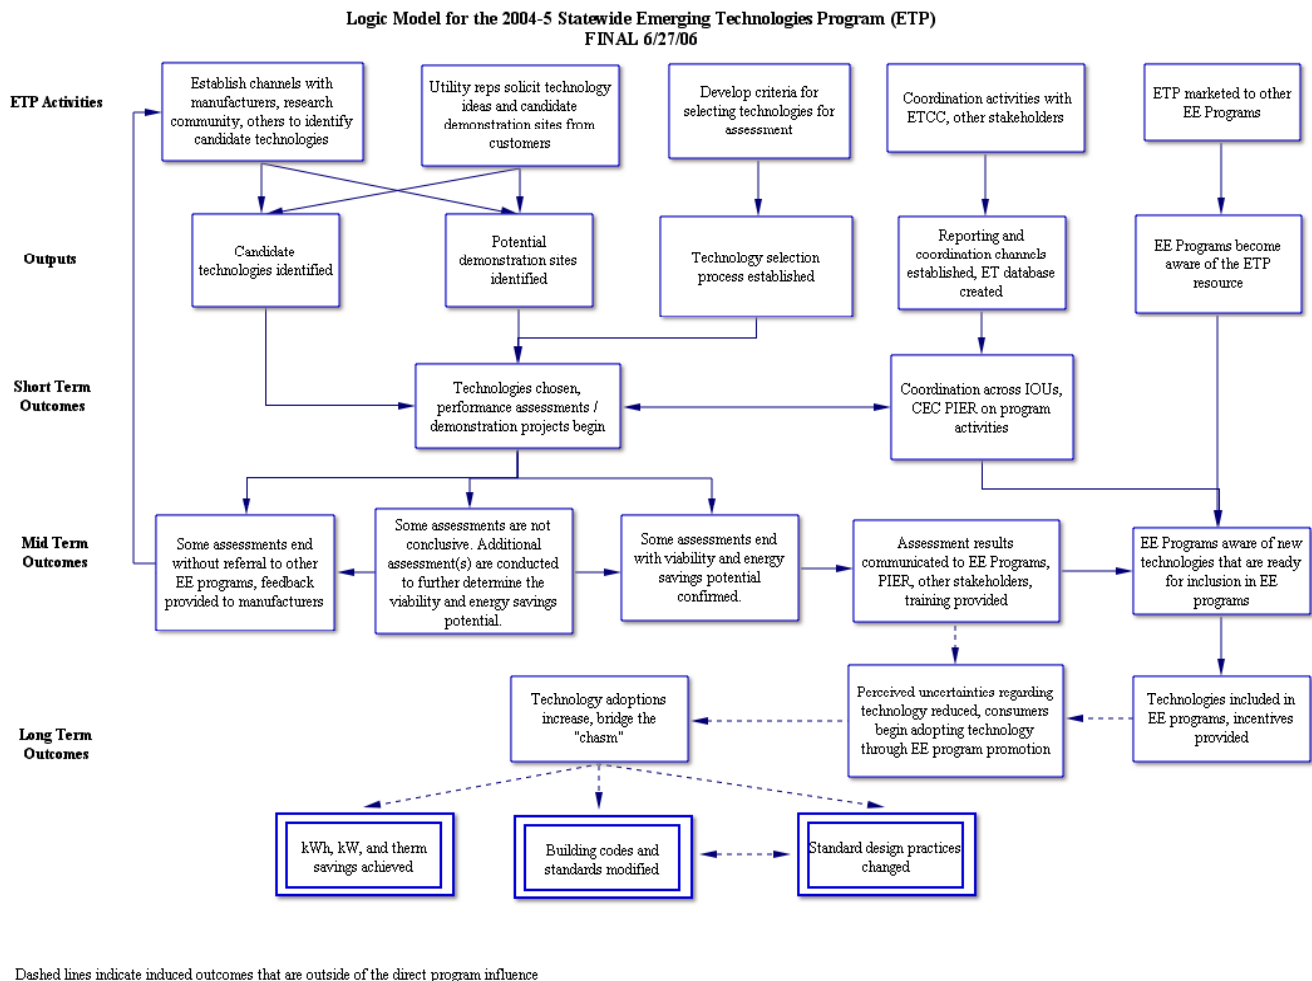 Logic Model for the 2004-5 Statewide Emerging Technologies Program (ETP)
FINAL 6/27/06
ETP Activities
Establish channels with
manufacturers, research
community, others to identify
candidate technologies
Utility reps solicit technology
ideas and candidate
demonstration sites from
customers
Develop criteria for
selecting technologies for
assessment
Coordination activities with
ETCC, other stakeholders
ETP marketed to other
EE Programs
Outputs
Candidate
technologies identified
Potential
demonstration sites
identified
Technology selection
process established
Reporting and
coordination channels
established, ET database
created
EE Programs become
aware of the ETP
resource
Short Term
Outcomes
Technologies chosen,
performance assessments /
demonstration projects begin
Coordination across IOUs,
CEC PIER on program
activities
Mid Term
Outcomes
Some assessments end
without referral to other
EE programs, feedback
provided to manufacturers
Some assessments are not
conclusive. Additional
assessment(s) are conducted
to further determine the
viability and energy savings
potential.
Some assessments end
with viability and energy
savings potential
confirmed.
Assessment results
communicated to EE Programs,
PIER, other stakeholders,
training provided
EE Programs aware of new
technologies that are ready
for inclusion in EE
programs
Long Term
Outcomes
Technology adoptions
increase, bridge the
"chasm"
Perceived uncertainties regarding
technology reduced, consumers
begin adopting technology
through EE program promotion
Technologies included in
EE programs, incentives
provided
kWh, kW, and therm
savings achieved
Building codes and
standards modified
Standard design practices
changed
Dashed lines indicate induced outcomes that are outside of the direct program influence